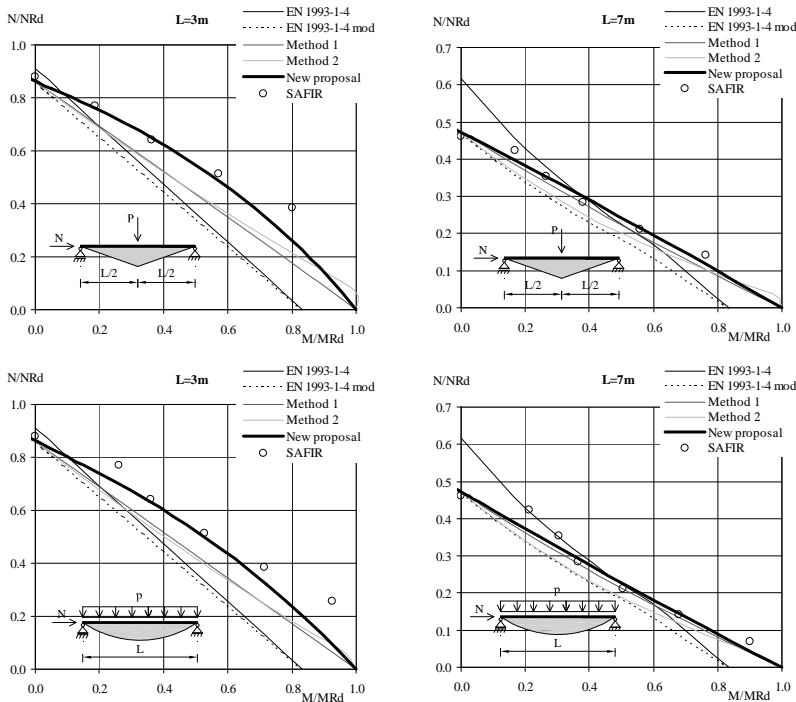 N/NRd
L=3m
EN 1993-1-4
EN 1993-1-4 mod
Method 1
Method 2
New proposal
SAFIR
1.0
0.8
0.6
0.4
0.2
0.0
P
N
L/2
L/2
0.0 0.2 0.4 0.6 0.8 1.0
M/MRd
N/NRd
L=7m
EN 1993-1-4
EN 1993-1-4 mod
Method 1
Method 2
New proposal
SAFIR
0.7
0.6
0.5
0.4
0.3
0.2
0.1
0.0
P
N
L/2
L/2
0.0 0.2 0.4 0.6 0.8 1.0
M/MRd
N/NRd
L=3m
EN 1993-1-4
EN 1993-1-4 mod
Method 1
Method 2
New proposal
SAFIR
1.0
0.8
0.6
0.4
0.2
0.0
p
N
L
0.0 0.2 0.4 0.6 0.8 1.0
M/MRd
N/NRd
L=7m
EN 1993-1-4
EN 1993-1-4 mod
Method 1
Method 2
New proposal
SAFIR
0.7
0.6
0.5
0.4
0.3
0.2
0.1
0.0
p
N
L
0.0 0.2 0.4 0.6 0.8 1.0
M/MRd